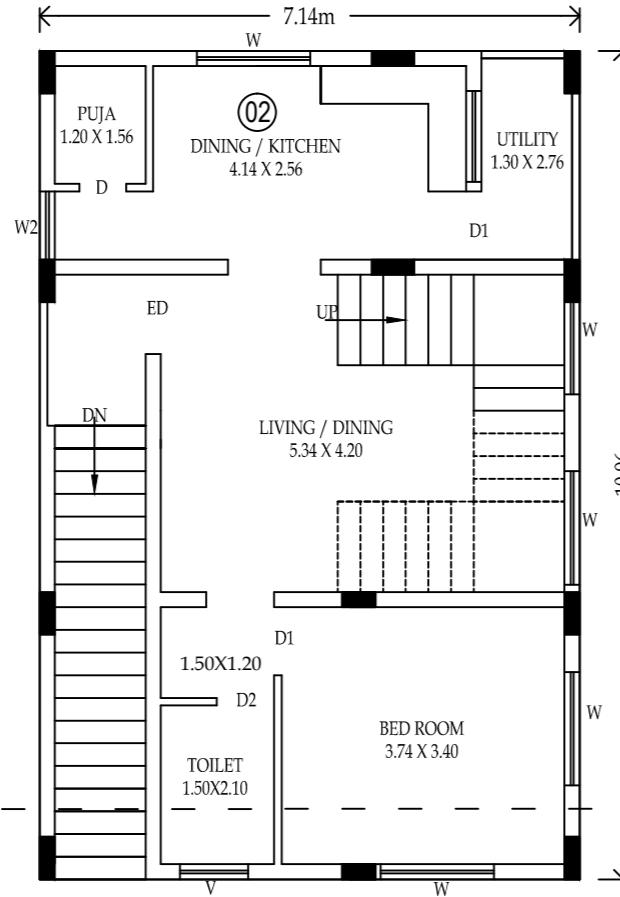 7.14m
W
PUJA
1.20 X 1.56
02
DINING / KITCHEN
4.14 X 2.56
UTILITY
1.30 X 2.76
D
W2
D1
ED
UP
W
DN
LIVING / DINING
5.34 X 4.20
W
D1
1.50X1.20
D2
W
BED ROOM
3.74 X 3.40
TOILET
1.50X2.10
V
W